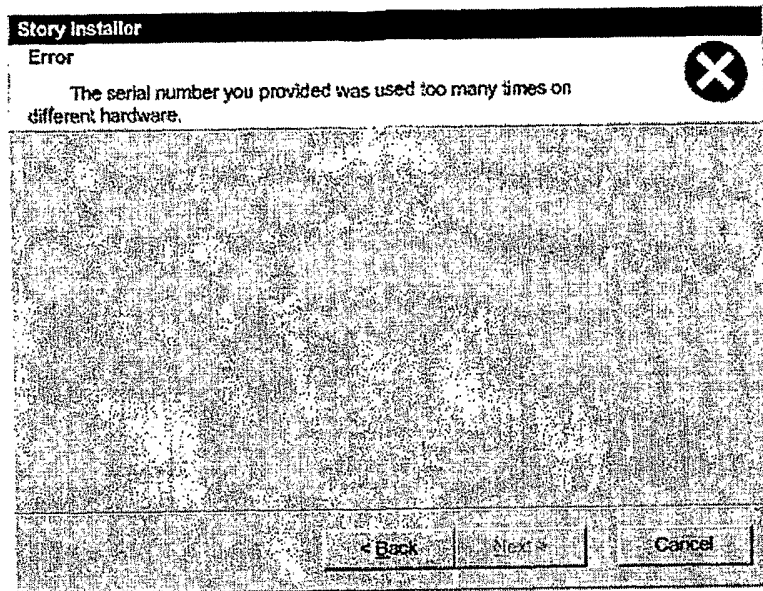 Story Installer
Error
The serial number you provided was used too many times on
different hardware.
< Back
Next >
Cancel